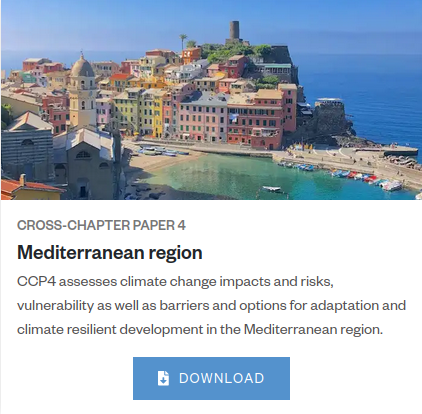 CROSS-CHAPTER PAPER 4
Mediterranean region
CCP4 assesses climate change impacts and risks,
vulnerability as well as barriers and options for adaptation and
climate resilient development in the Mediterranean region.
DOWNLOAD